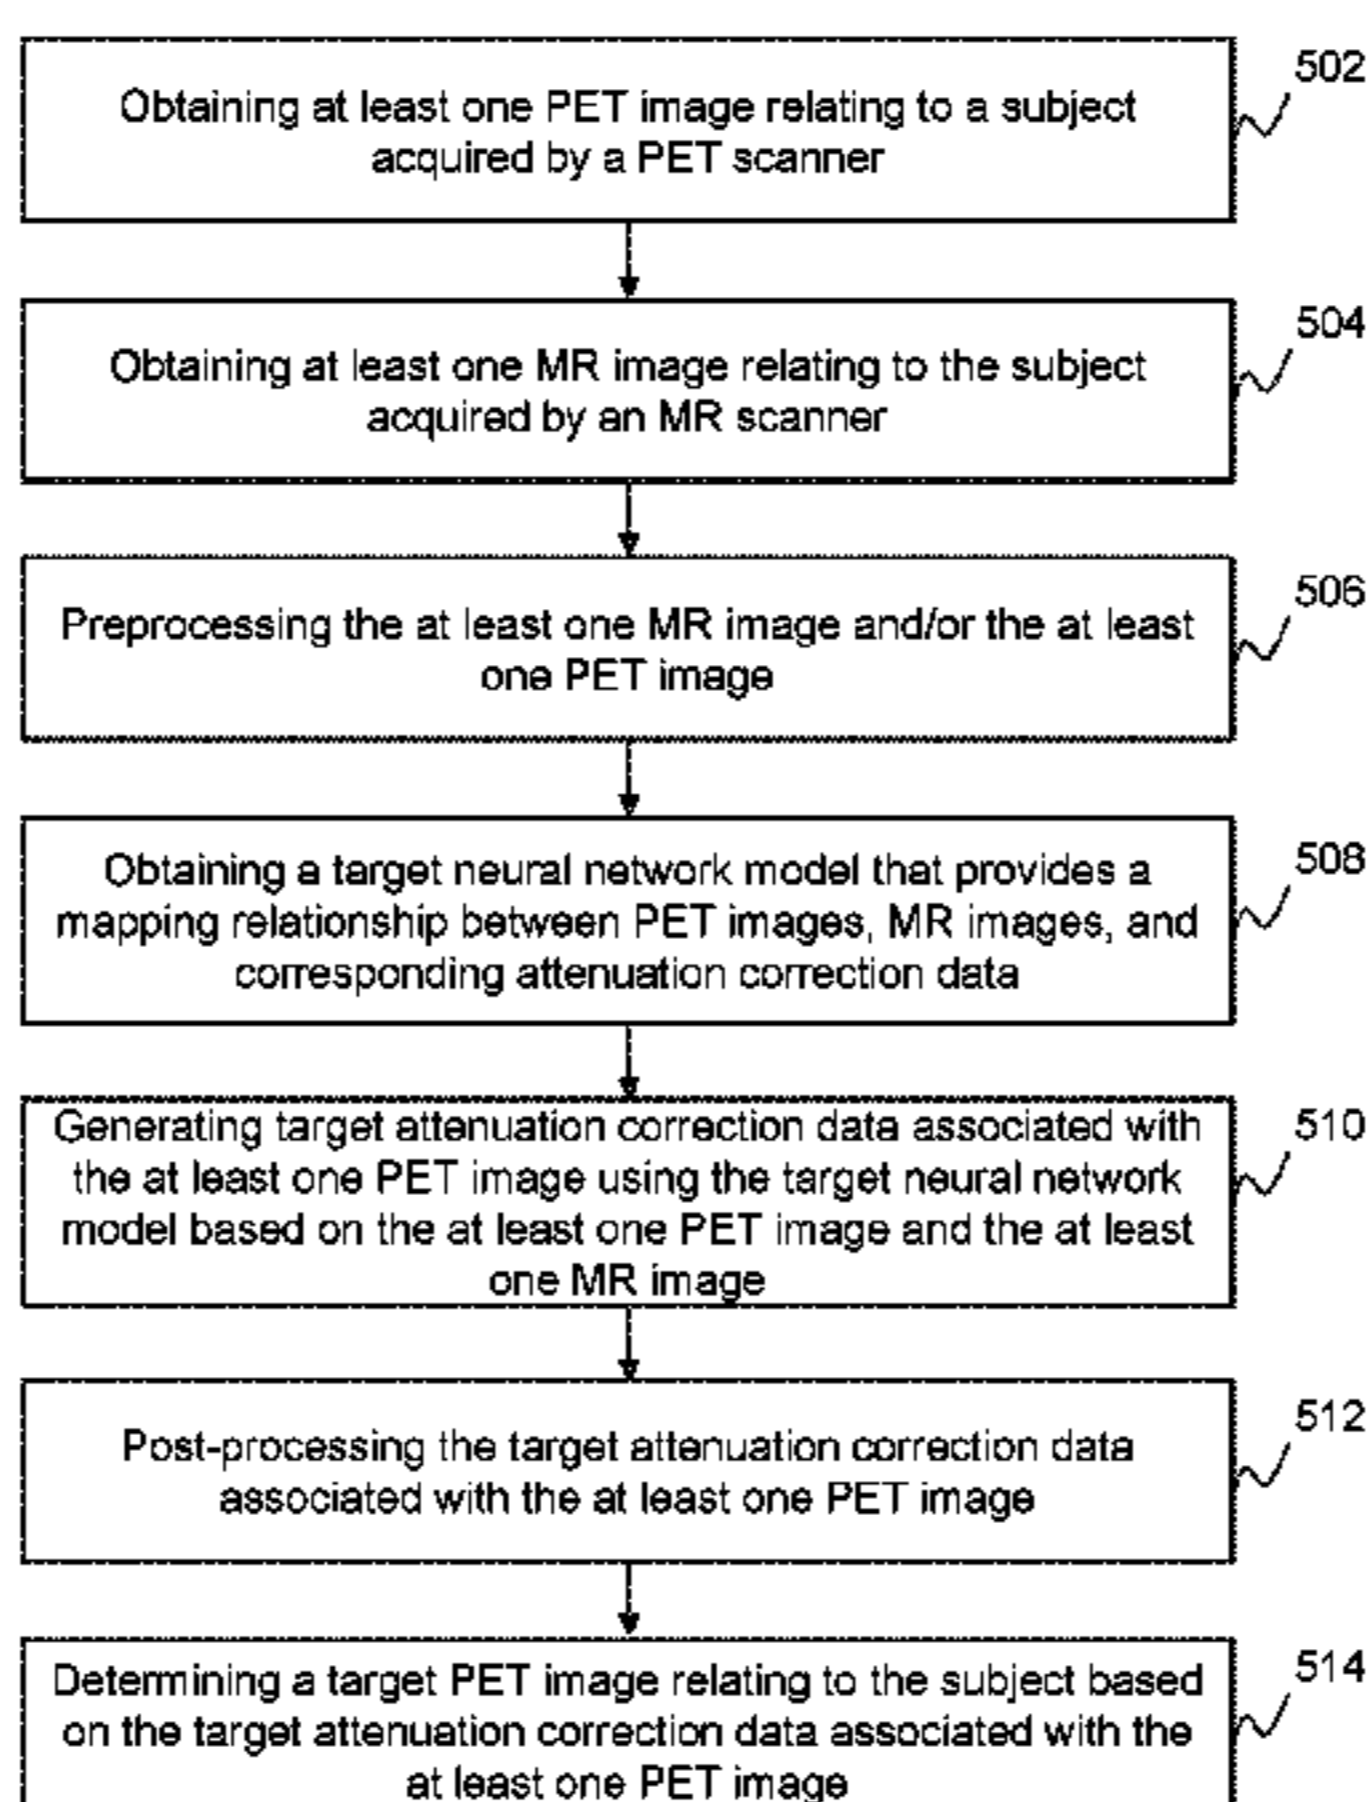 502
Obtaining at least one PET image relating to a subject
acquired by a PET scanner
504
Obtaining at least one MR image relating to the subject
acquired by an MR scanner
506
Preprocessing the at least one MR image and/or the at least
one PET image
508
Obtaining a target neural network model that provides a
mapping relationship between PET images, MR images, and
corresponding attenuation correction data
510
Generating target attenuation correction data associated with
the at least one PET image using the target neural network
model based on the at least one PET image and the at least
one MR image
512
Post-processing the target attenuation correction data
associated with the at least one PET image
514
Determining a target PET image relating to the subject based
on the target attenuation correction data associated with the
at least one PET image